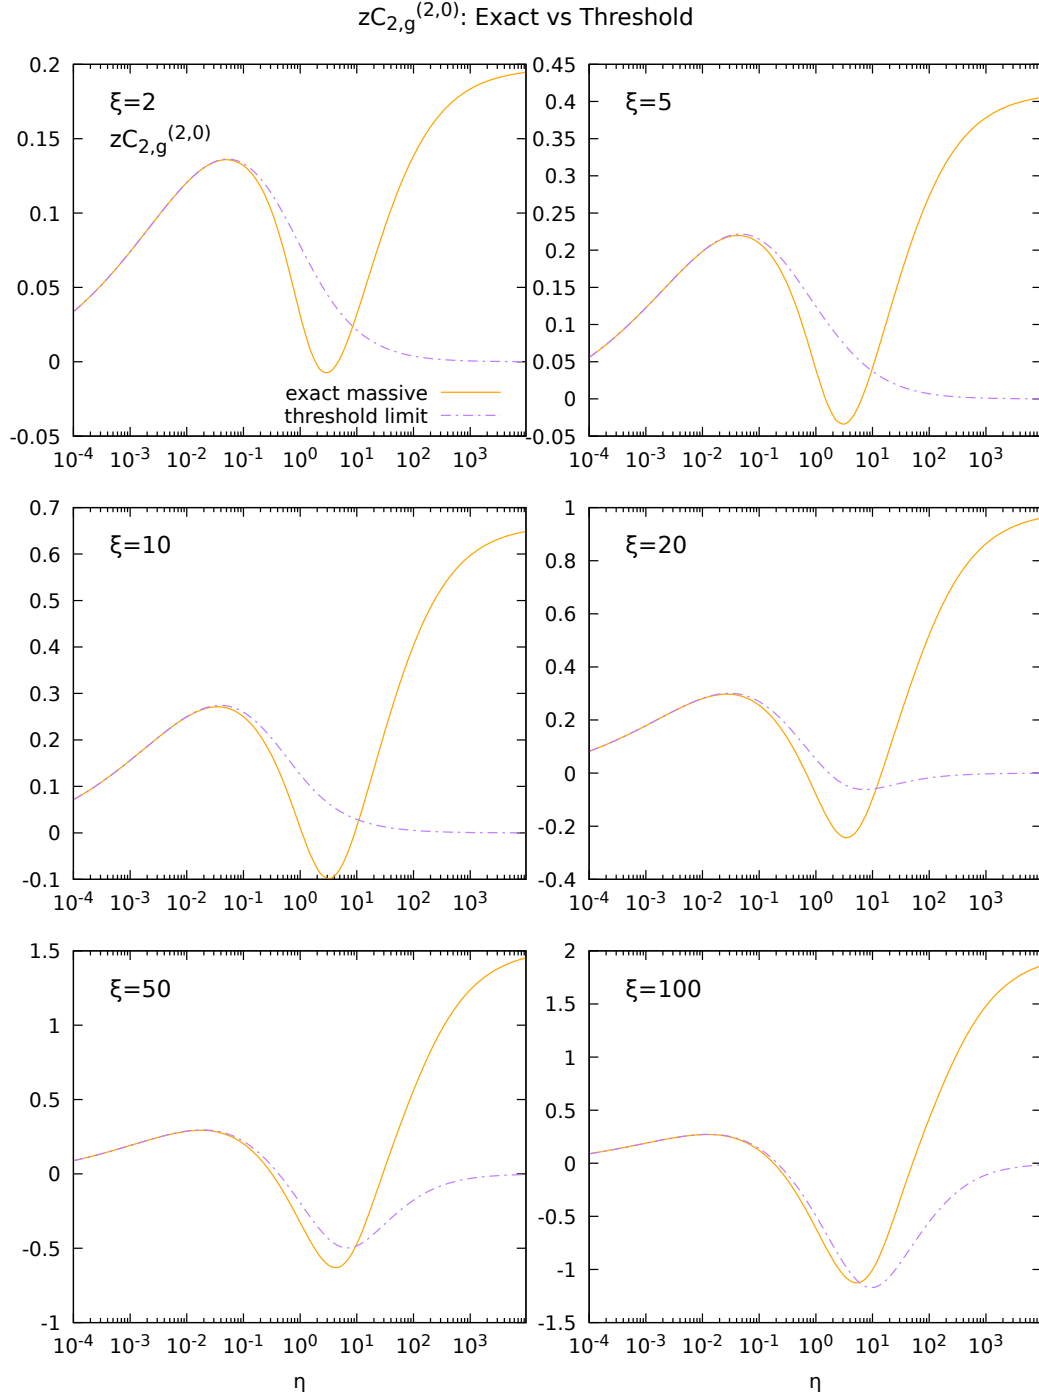 zC2,g(2,0): Exact vs Threshold
0.2
0.15
0.1
0.05
0
-0.05
ξ=2
zC2,g(2,0)
exact massive
threshold limit
10-4 10-3 10-2 10-1 100 101 102 103
0.45
0.4
0.35
0.3
0.25
0.2
0.15
0.1
0.05
0
-0.05
ξ=5
10-4 10-3 10-2 10-1 100 101 102 103
0.7
0.6
0.5
0.4
0.3
0.2
0.1
0
-0.1
ξ=10
10-4 10-3 10-2 10-1 100 101 102 103
1
0.8
0.6
0.4
0.2
0
-0.2
-0.4
ξ=20
10-4 10-3 10-2 10-1 100 101 102 103
1.5
1
0.5
0
-0.5
-1
ξ=50
10-4 10-3 10-2 10-1 100 101 102 103
η
2
1.5
1
0.5
0
-0.5
-1
-1.5
ξ=100
10-4 10-3 10-2 10-1 100 101 102 103
η